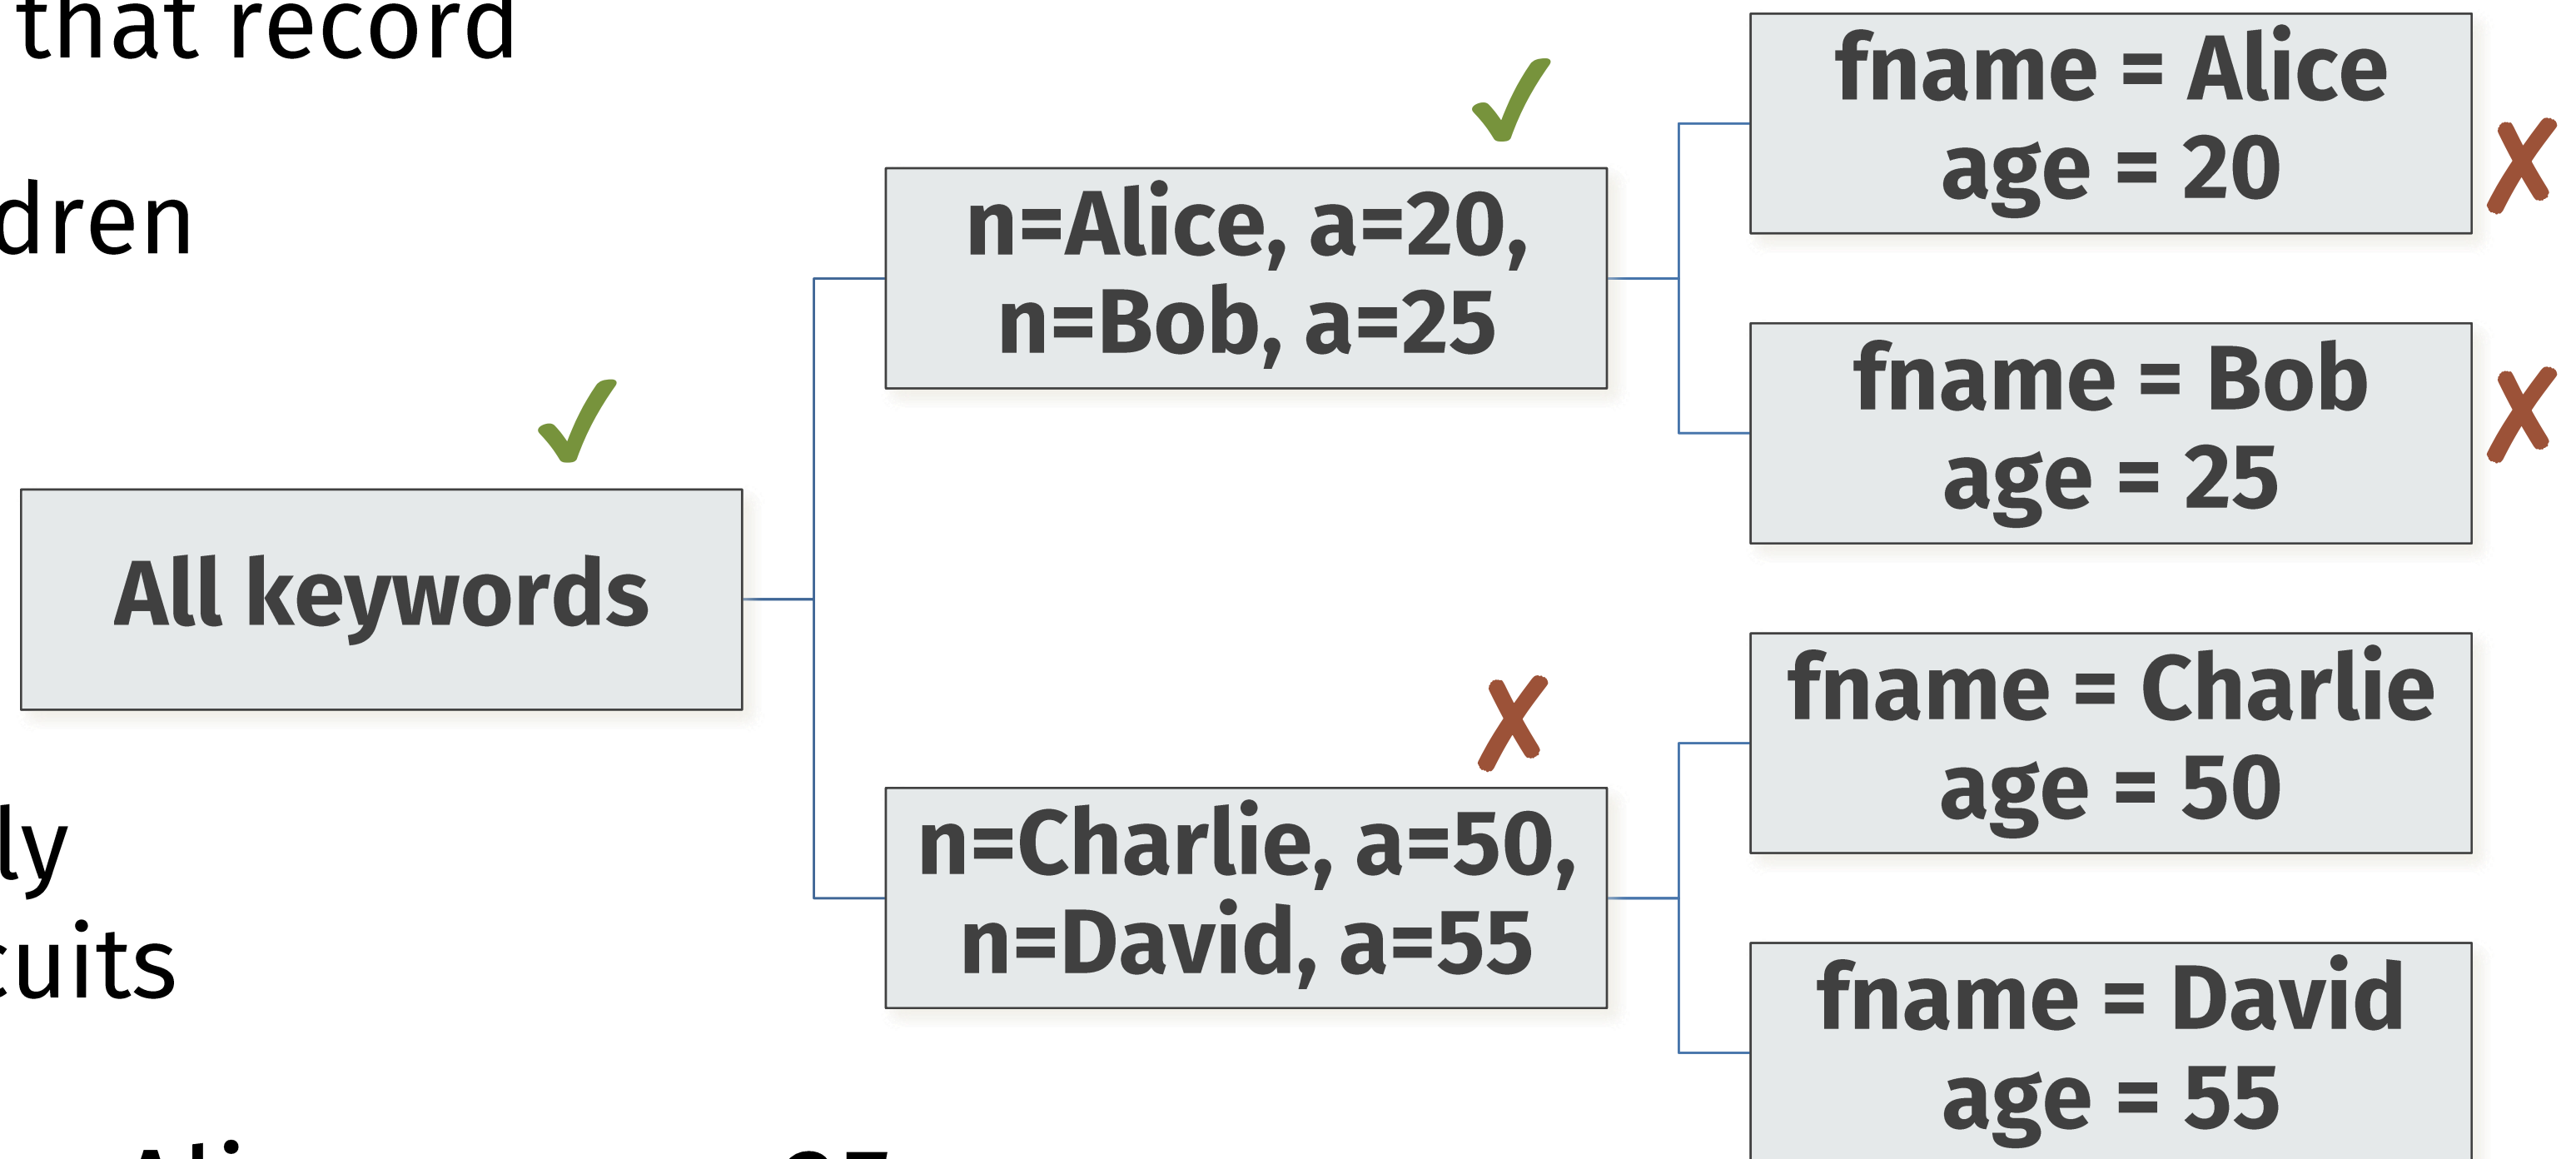 that record
dren
ly
cuits
All keywords
n=Alice, a=20,
n=Bob, a=25
n=Charlie, a=50,
n=David, a=55
fname = Alice
age = 20
fname = Bob
age = 25
fname = Charlie
age = 50
fname = David
age = 55